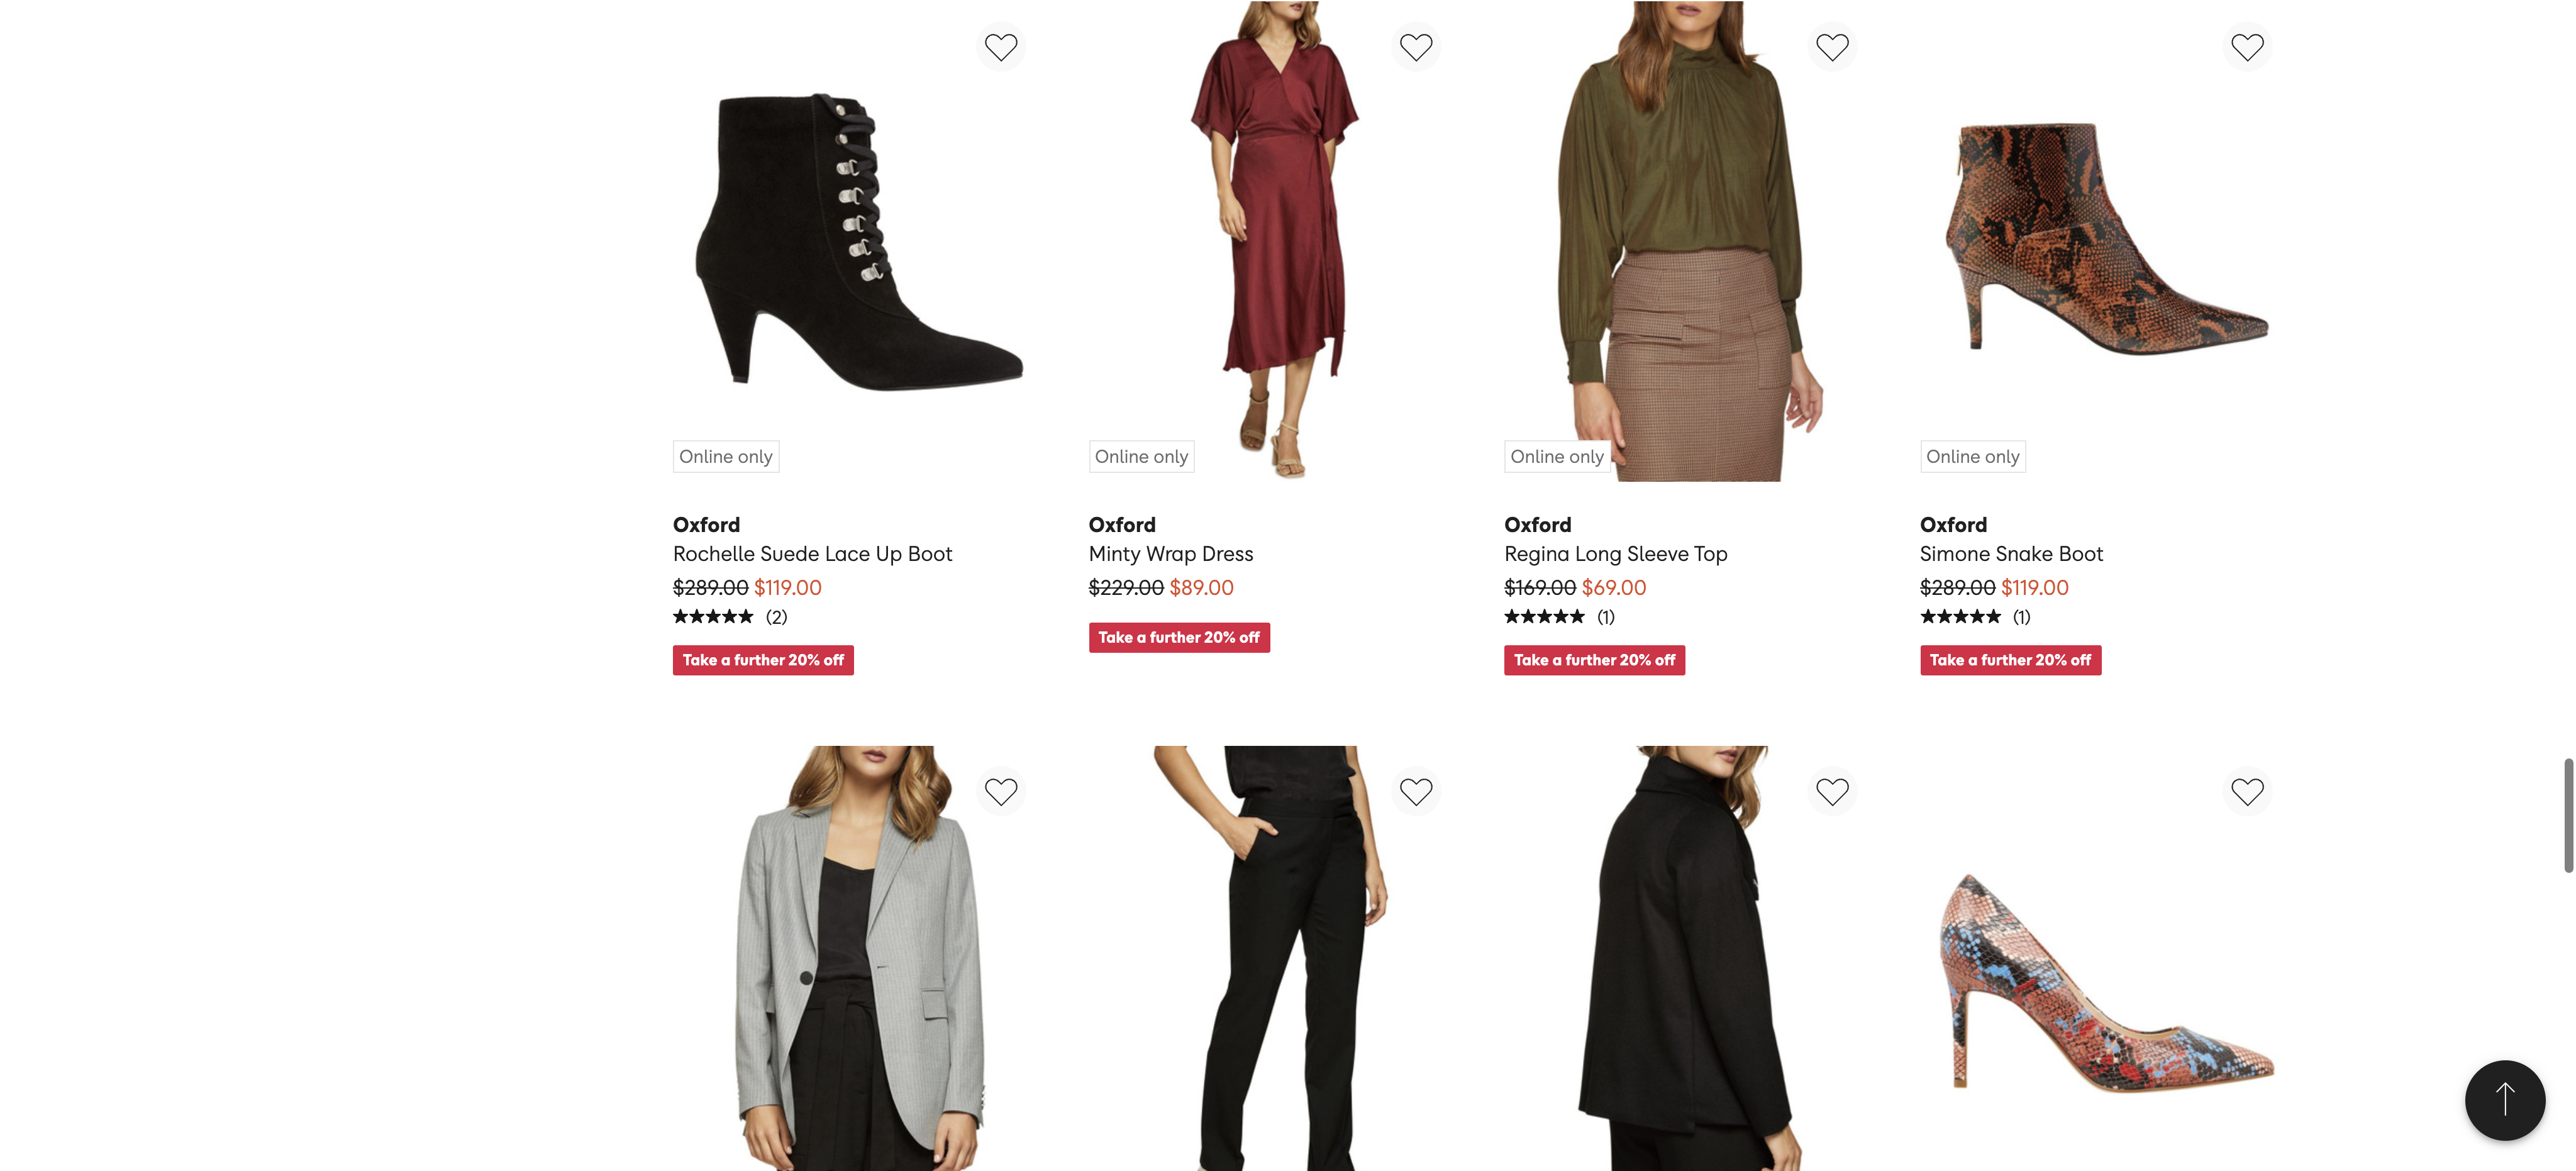 Online only
Online only
Online only
Online only
Oxford
Rochelle Suede Lace Up Boot
$289.00 $119.00
(2)
Take a further 20% off
Oxford
Minty Wrap Dress
$229.00 $89.00
Take a further 20% off
Oxford
Regina Long Sleeve Top
$169.00 $69.00
(1)
Take a further 20% off
Oxford
Simone Snake Boot
$289.00 $119.00
(1)
Take a further 20% off